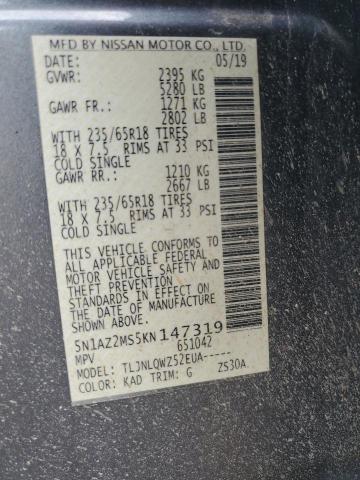 MFD BY NISSAN MOTOR CO., LTD.
DATE: 05/19
GVWR: 2395 KG
5280 LB
GAWR FR.: 1271 KG
2802 LB
WITH 235/65R18 TIRES
18 X 7.5 RIMS AT 33 PSI
COLD SINGLE
GAWR RR.: 1210 KG
2667 LB
WITH 235/65R18 TIRES
18 X 7.5 RIMS AT 33 PSI
COLD SINGLE
THIS VEHICLE CONFORMS TO
ALL APPLICABLE FEDERAL
MOTOR VEHICLE SAFETY AND
THEFT PREVENTION
STANDARDS IN EFFECT ON
THE DATE OF MANUFACTURE
SHOWN ABOVE.
5N1AZ2MS5KN147319
MPV 651042
MODEL: TLJNLQWZ52EUA-----
COLOR: KAD TRIM: G ZS30A